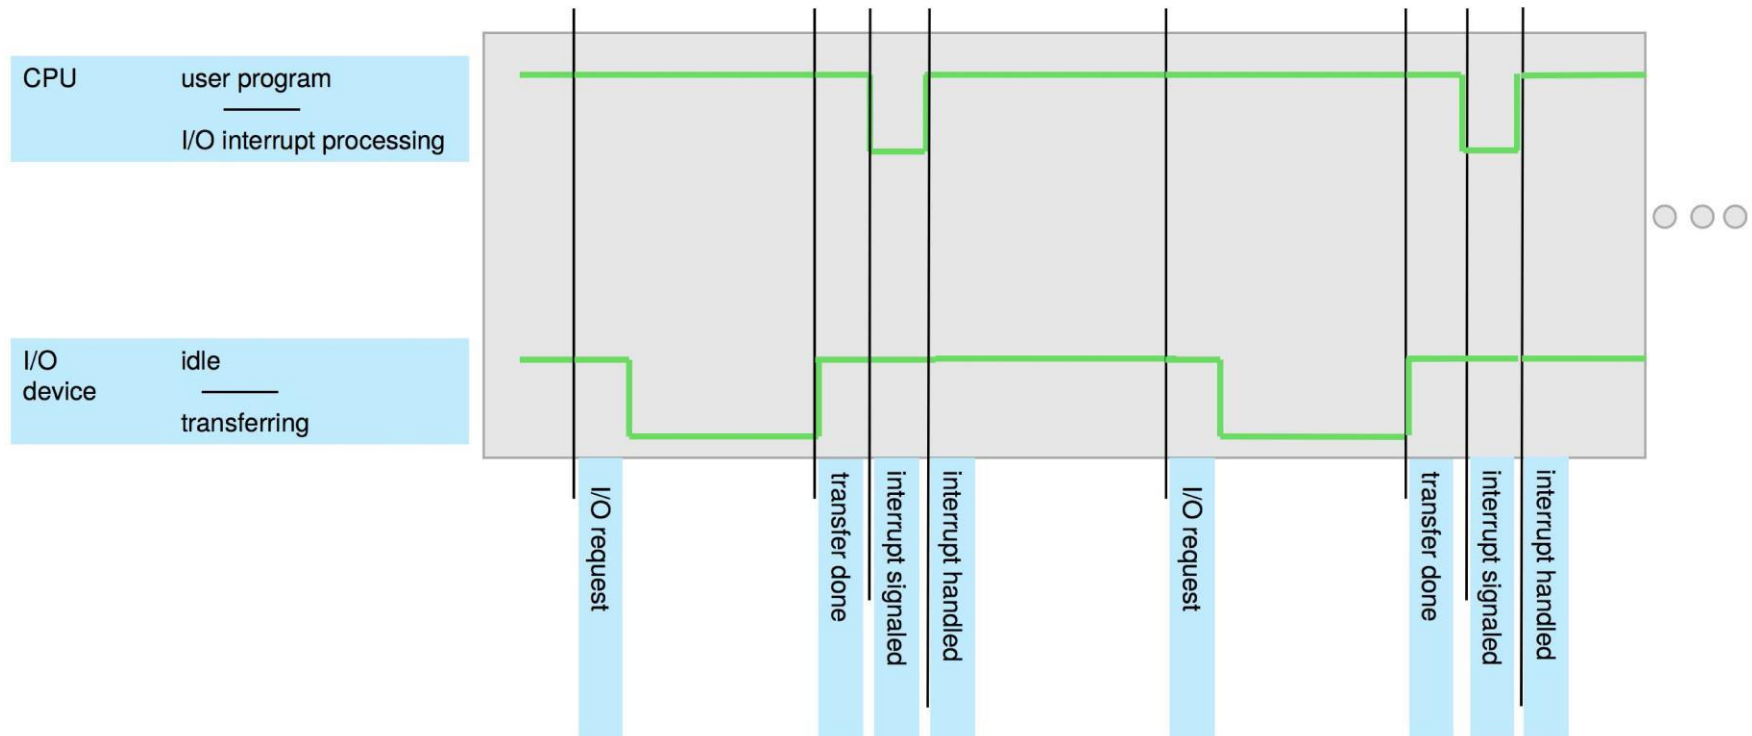 CPU
user program
I/O interrupt processing
I/O
device
idle
transferring
I/O request
transfer done
interrupt signaled
interrupt handled
I/O request
transfer done
interrupt signaled
interrupt handled